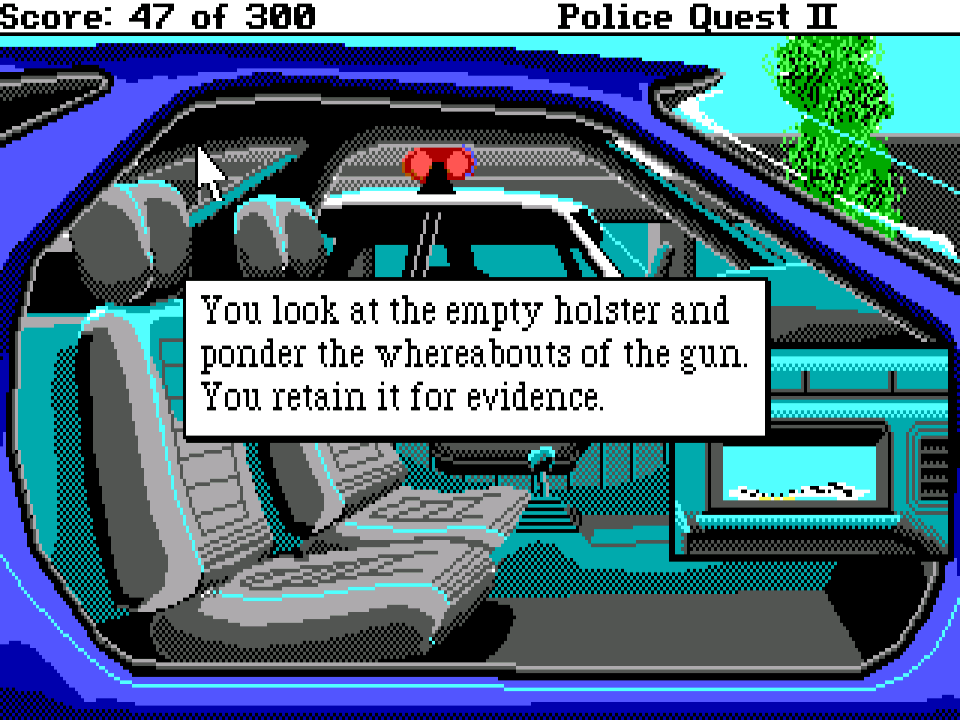 Score: 47 of 300 Police Quest II
You look at the empty holster and
ponder the whereabouts of the gun.
You retain it for evidence.